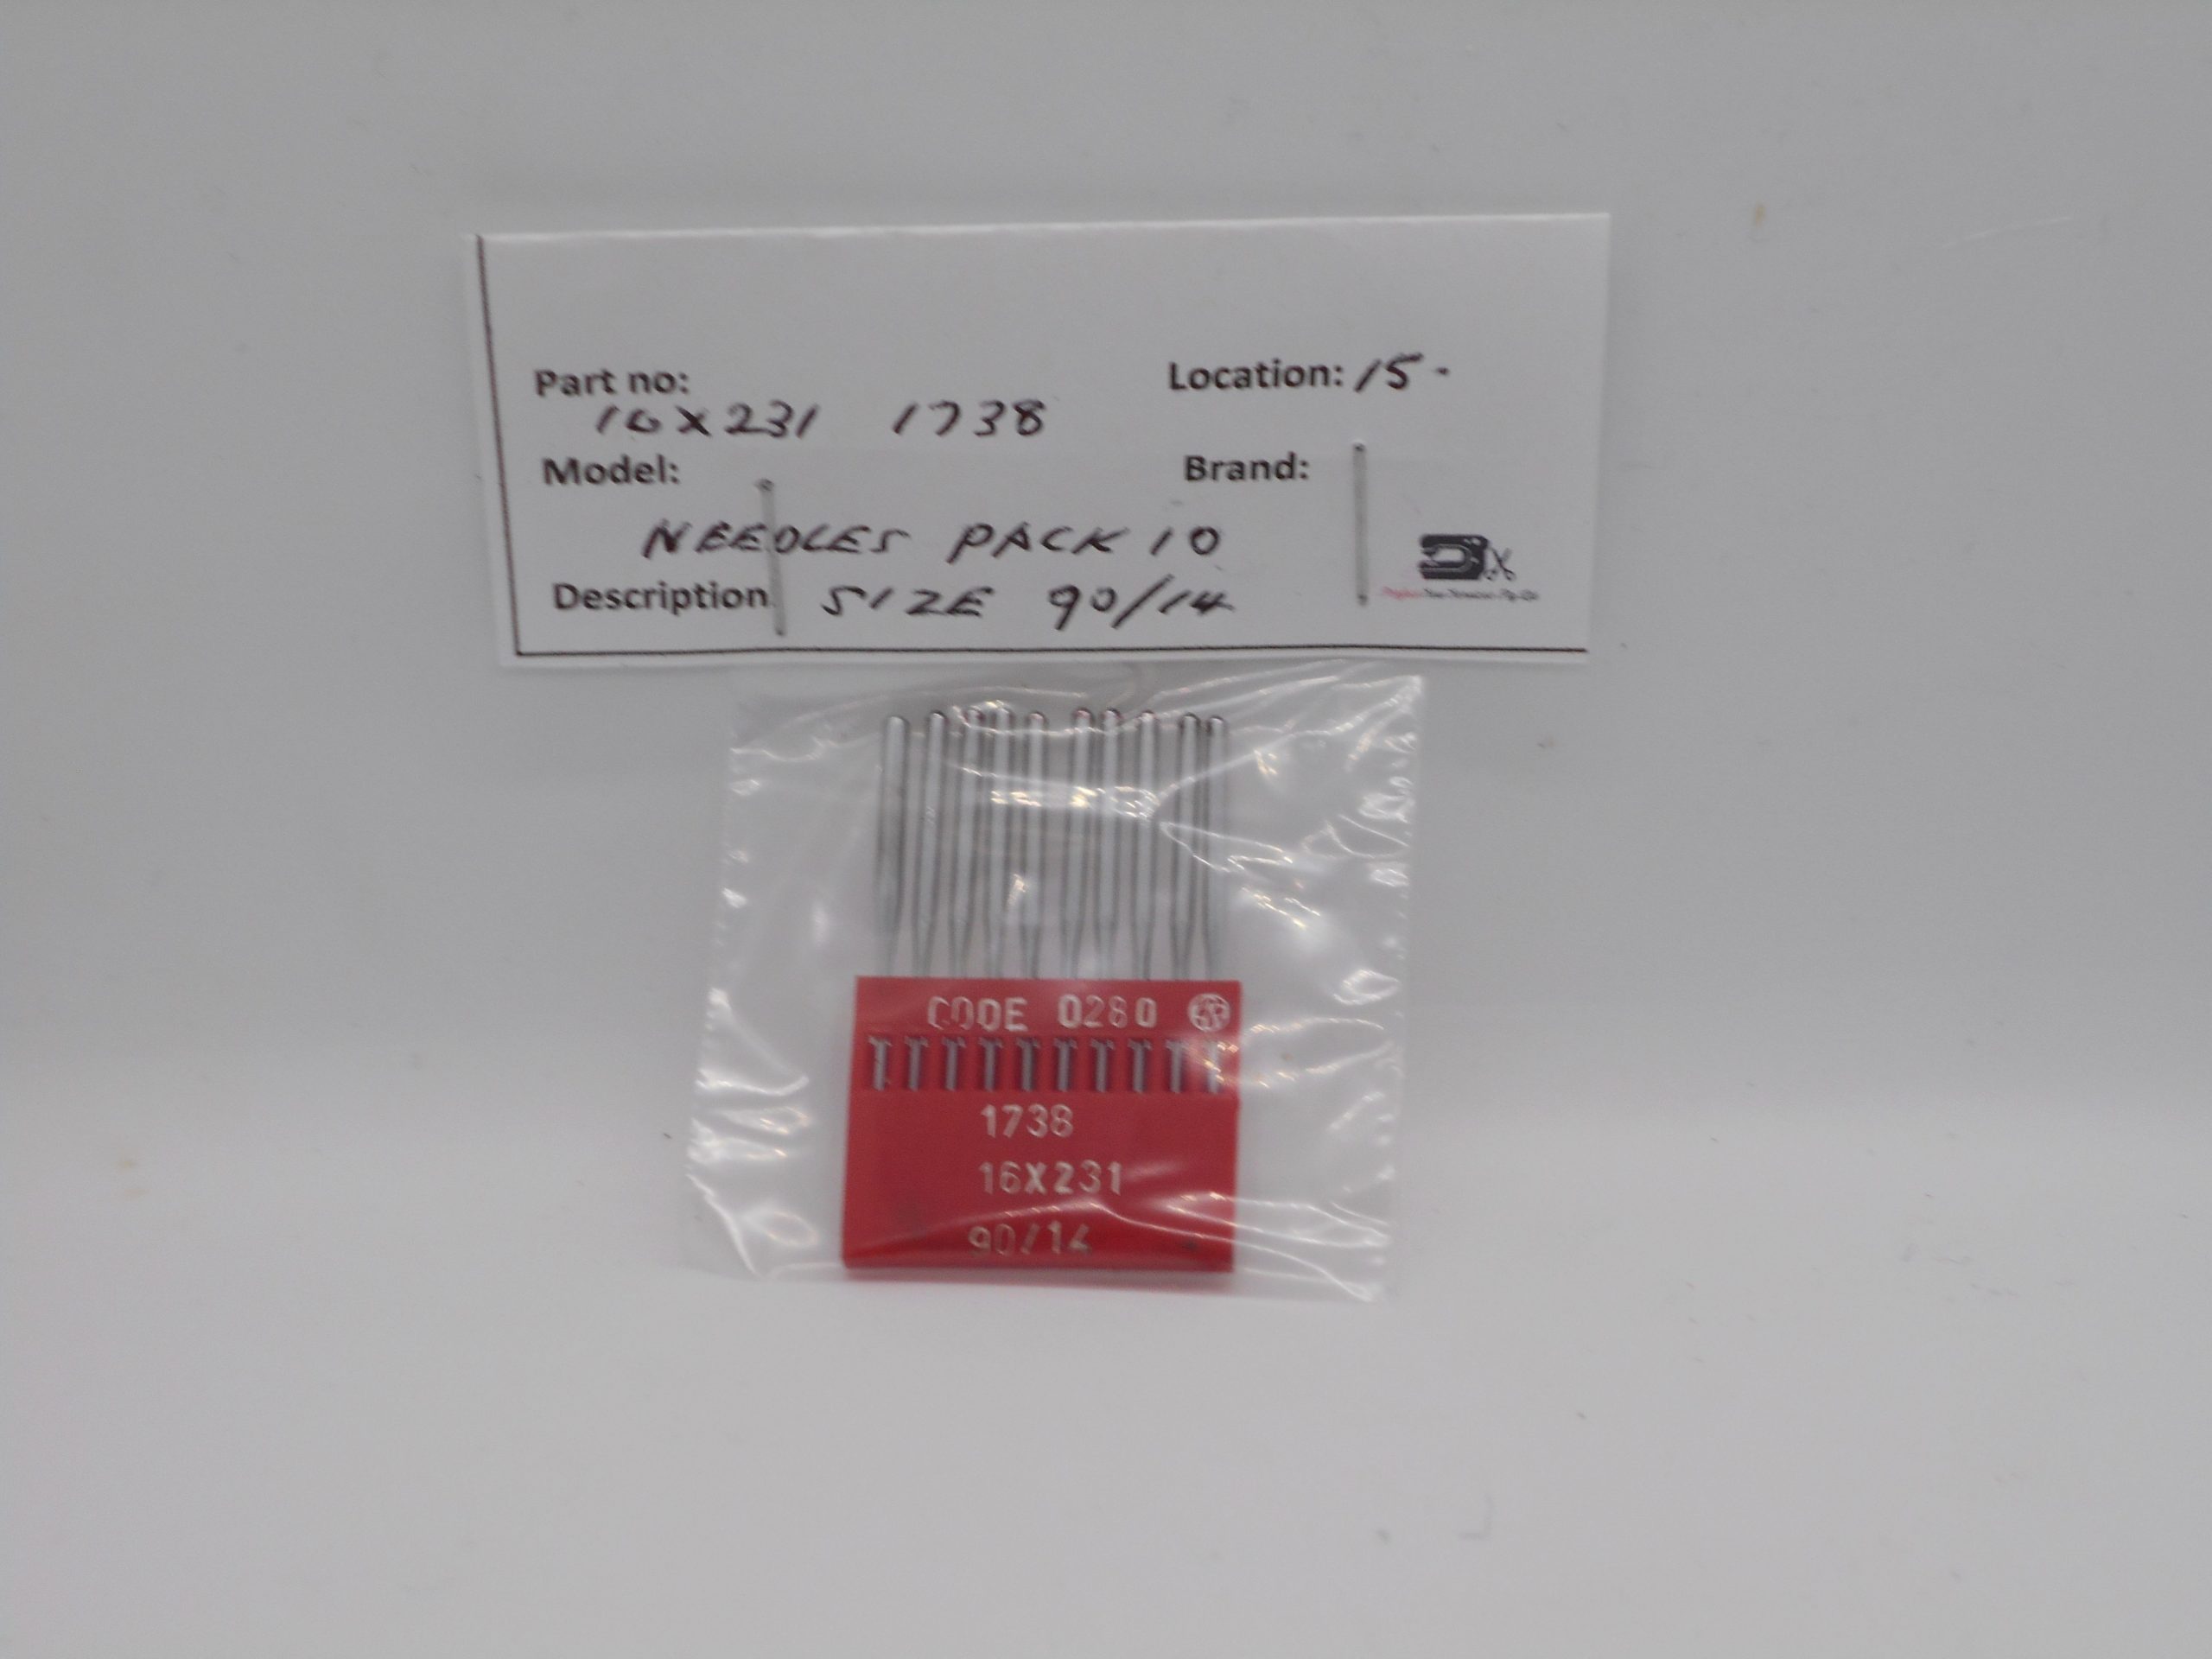 Part no:
Location: 15-
16X231 1738
Model:
Brand:
NEEDLES PACK 10
Description SIZE 90/14
CODE 0280
1738
16X231
90/14